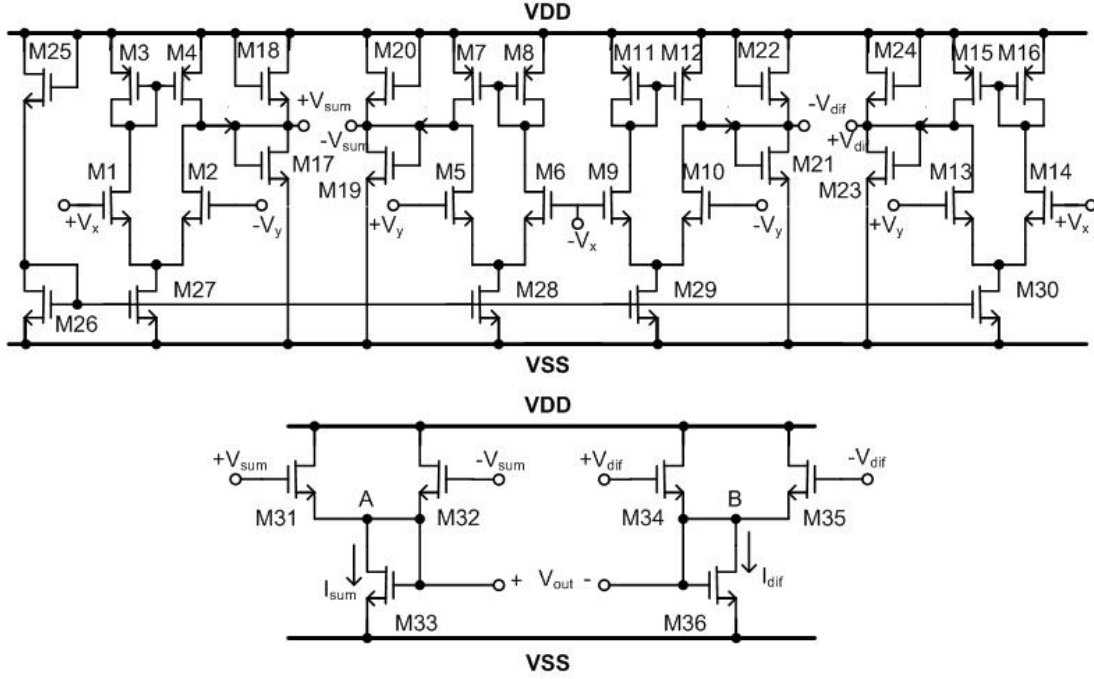 VDD
M25 M3 M4 M18 M20 M7 M8 M11 M12 M22 M24 M15 M16
+Vsum -Vdif
-Vsum +Vdif
M1 M2 M17 M19 M5 M6 M9 M10 M21 M23 M13 M14
+Vx -Vy +Vy -Vx -Vy +Vy +Vx
M26 M27 M28 M29 M30
VSS
VDD
+Vsum -Vsum +Vdif -Vdif
M31 A M32 M34 B M35
Isum + Vout - Idif
M33 M36
VSS